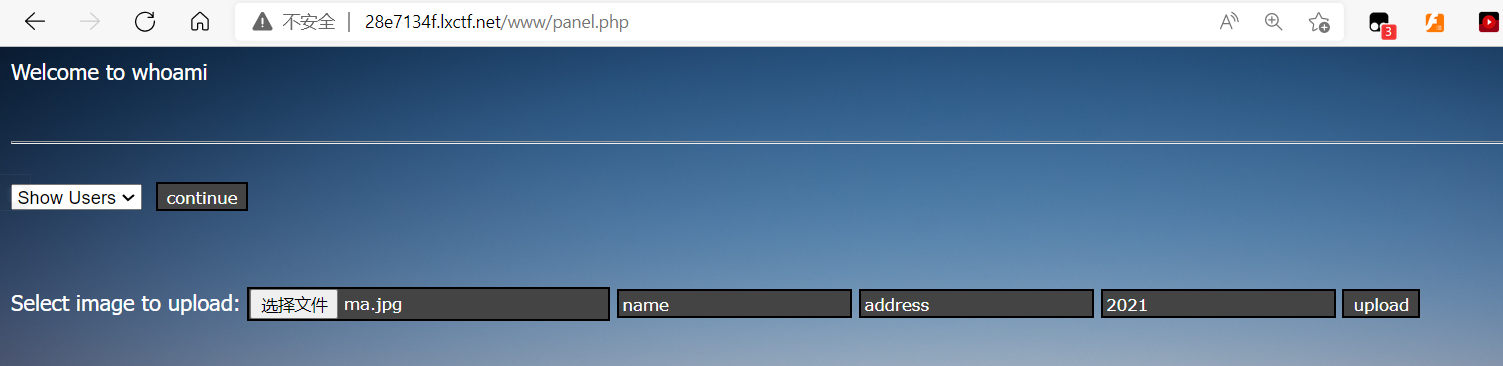 不安全 | 28e7134f.lxctf.net/www/panel.php A 3
Welcome to whoami
Show Users continue
Select image to upload: 选择文件 ma.jpg name address 2021 upload